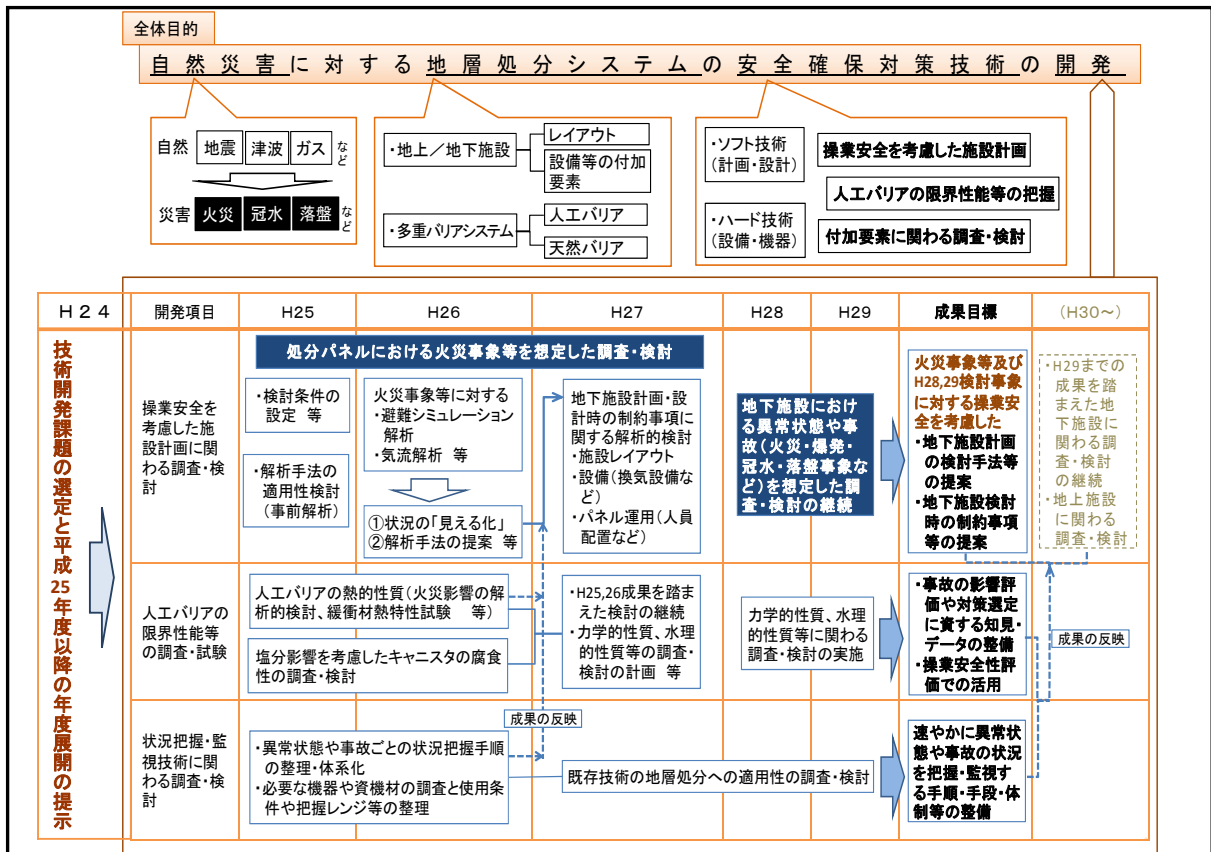 全体目的
自然災害に対する地層処分システムの安全確保対策技術の開発
自然
地震
津波
ガス
など
災害
火災
冠水
落盤
など
・地上／地下施設
レイアウト
設備等の付加
要素
・多重バリアシステム
人工バリア
天然バリア
・ソフト技術
(計画・設計)
・ハード技術
(設備・機器)
操業安全を考慮した施設計画
人工バリアの限界性能等の把握
付加要素に関わる調査・検討
H24
開発項目
H25
H26
H27
H28
H29
成果目標
(H30～)
技術開発課題の選定と平成25年度以降の年度展開の提示
操業安全を
考慮した施
設計画に関
わる調査・検
討
処分パネルにおける火災事象等を想定した調査・検討
・検討条件の
設定 等
・解析手法の
適用性検討
(事前解析)
火災事象等に対する
・避難シミュレーション
解析
・気流解析 等
①状況の「見える化」
②解析手法の提案 等
地下施設計画・設
計時の制約事項
に関する解析的検討
・施設レイアウト
・設備(換気設備な
ど)
・パネル運用(人員
配置など)
地下施設におけ
る異常状態や事
故(火災・爆発・
冠水・落盤事象な
ど)を想定した調
査・検討の継続
火災事象等及び
H28,29検討事象
に対する操業安
全を考慮した
・地下施設計画
の検討手法等
の提案
・地下施設検討
時の制約事項
等の提案
・H29までの
成果を踏
まえた地
下施設に
関わる調
査・検討
の継続
・地上施設
に関わる
調査・検討
人工バリアの
限界性能等
の調査・試験
人工バリアの熱的性質(火災影響の解
析的検討、緩衝材熱特性試験 等)
塩分影響を考慮したキャニスタの腐食
性の調査・検討
・H25,26成果を踏ま
えた検討の継続
・力学的性質、水理
的性質等の調査・
検討の計画 等
力学的性質、水理
的性質等に関わる
調査・検討の実施
・事故の影響評
価や対策選定
に資する知見・
データの整備
・操業安全性評
価での活用
成果の反映
状況把握・監
視技術に関
わる調査・検
討
成果の反映
・異常状態や事故ごとの状況把握手順
の整理・体系化
・必要な機器や資機材の調査と使用条
件や把握レンジ等の整理
既存技術の地層処分への適用性の調査・検討
速やかに異常状
態や事故の状況
を把握・監視す
る手順・手段・体
制等の整備